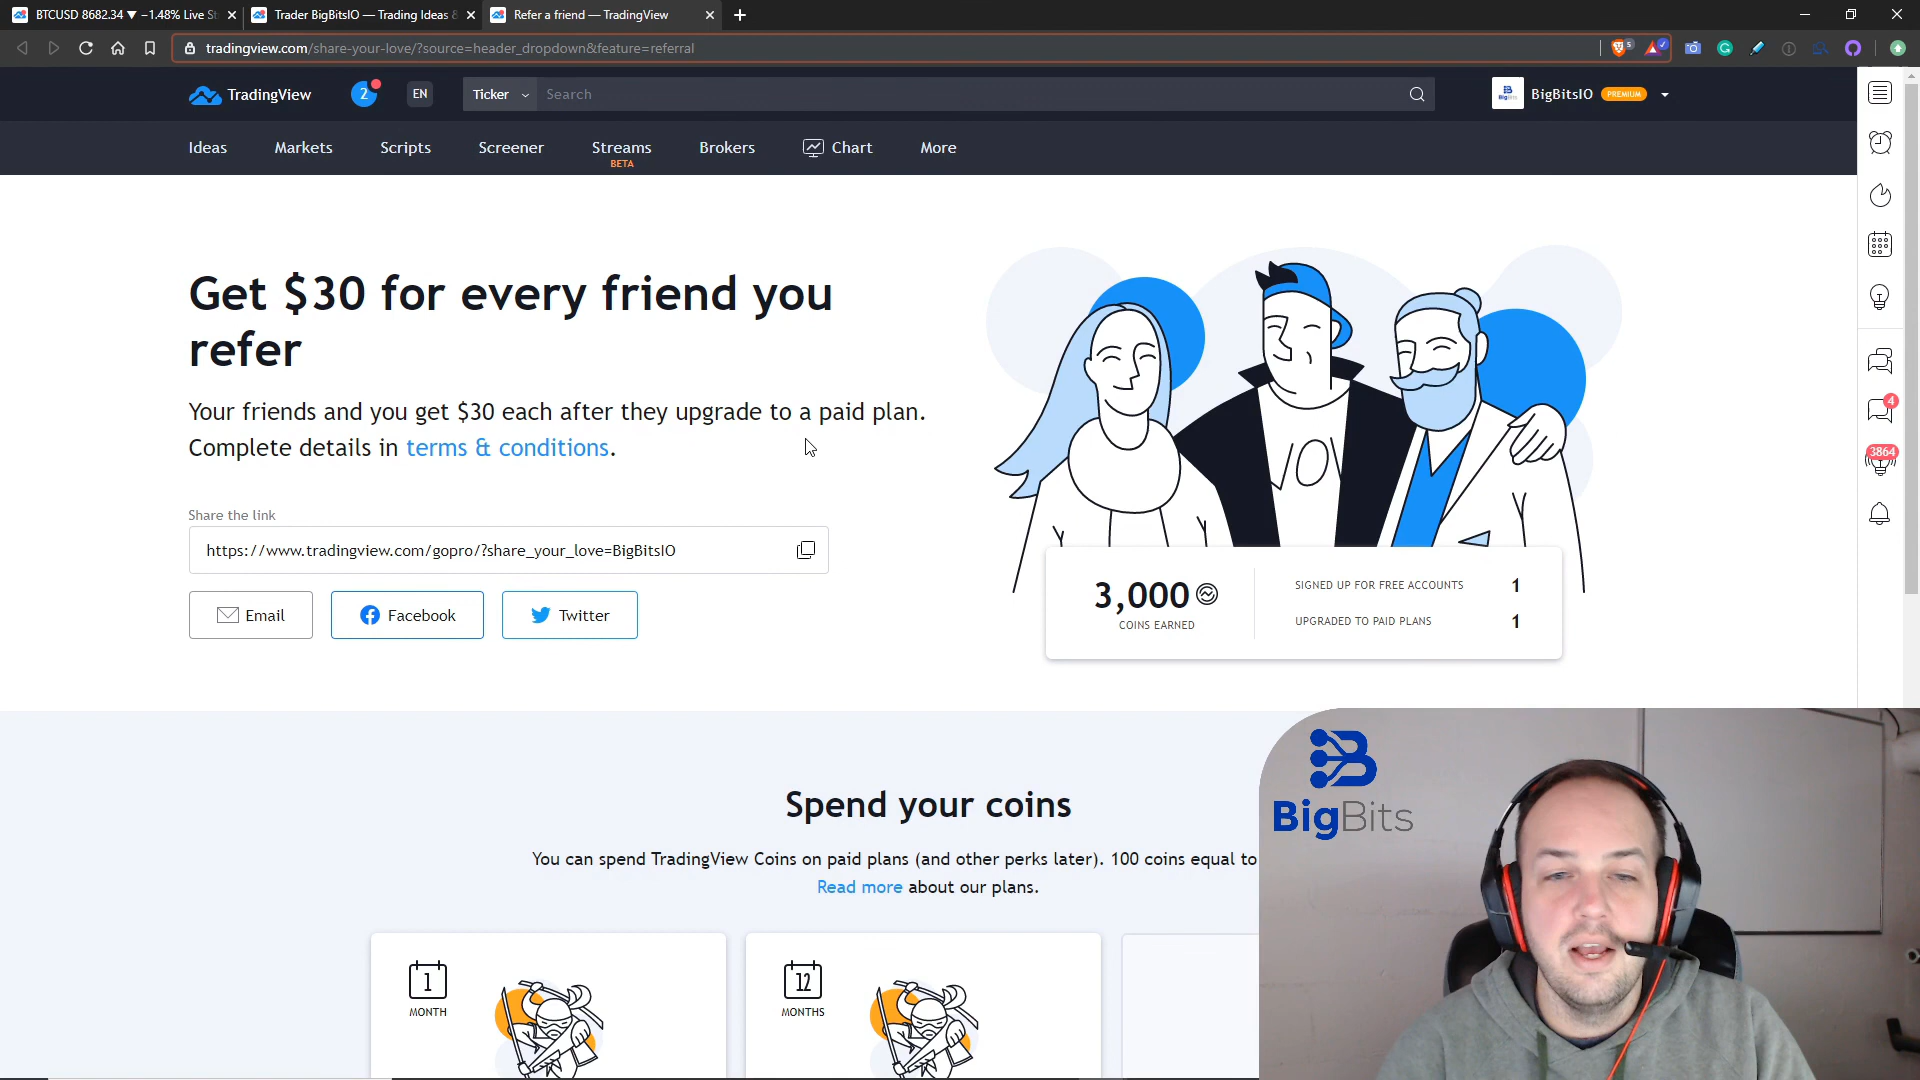 BTCUSD 8682.34 ▼ −1.48% Live St
Trader BigBitsIO — Trading Ideas &
Refer a friend — TradingView
tradingview.com/share-your-love/?source=header_dropdown&feature=referral
5
TradingView
2
EN
Ticker
Search
BigBitsIO
PREMIUM
Ideas
Markets
Scripts
Screener
Streams
BETA
Brokers
Chart
More
Get $30 for every friend you
refer
Your friends and you get $30 each after they upgrade to a paid plan.
Complete details in terms & conditions.
Share the link
https://www.tradingview.com/gopro/?share_your_love=BigBitsIO
Email
Facebook
Twitter
3,000
COINS EARNED
SIGNED UP FOR FREE ACCOUNTS 1
UPGRADED TO PAID PLANS 1
4
3864
Spend your coins
You can spend TradingView Coins on paid plans (and other perks later). 100 coins equal to
Read more about our plans.
1
MONTH
12
MONTHS
BigBits
BigBits